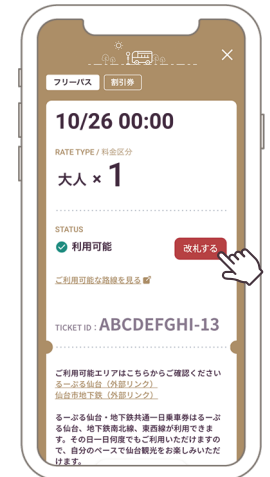 フリーパス 割引券
10/26 00:00
RATE TYPE / 料金区分
大人 × 1
STATUS
利用可能
改札する
ご利用可能な路線を見る
TICKET ID : ABCDEFGHI-13
ご利用可能エリアはこちらからご確認ください
るーぷる仙台（外部リンク）
仙台市地下鉄（外部リンク）
るーぷる仙台・地下鉄共通一日乗車券はるーぷ
る仙台、地下鉄南北線、東西線が利用できま
す。その日一日何度でもご利用いただけますの
で、自分のペースで仙台観光をお楽しみいただ
けます。